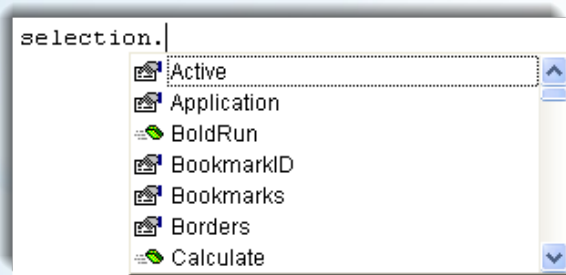 selection.
Active
Application
BoldRun
BookmarkID
Bookmarks
Borders
Calculate